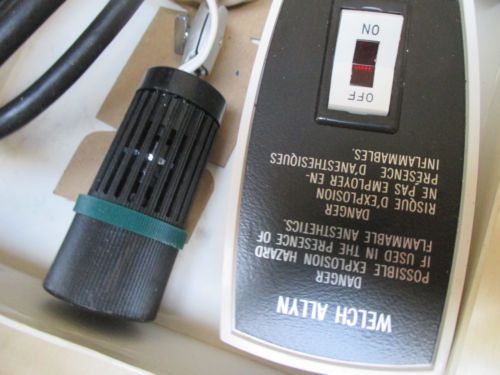 WELCH ALLYN
DANGER
POSSIBLE EXPLOSION HAZARD
IF USED IN THE PRESENCE OF
FLAMMABLE ANESTHETICS.
DANGER
RISQUE D'EXPLOSION
NE PAS EMPLOYER EN-
PRESENCE D'ANESTHESIQUES
INFLAMMABLES.
OFF
ON